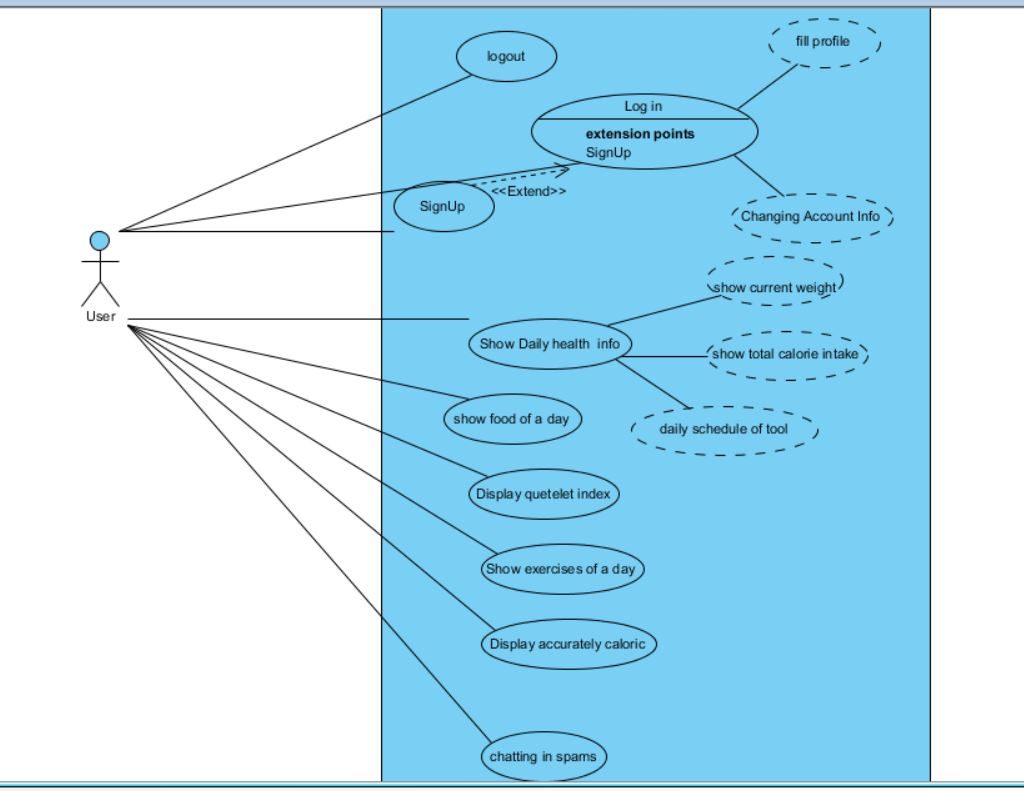 fill profile
logout
Log in
extension points
SignUp
<<Extend>>
SignUp
Changing Account Info
show current weight
User
Show Daily health info
show total calorie intake
show food of a day
daily schedule of tool
Display quetelet index
Show exercises of a day
Display accurately caloric
chatting in spams